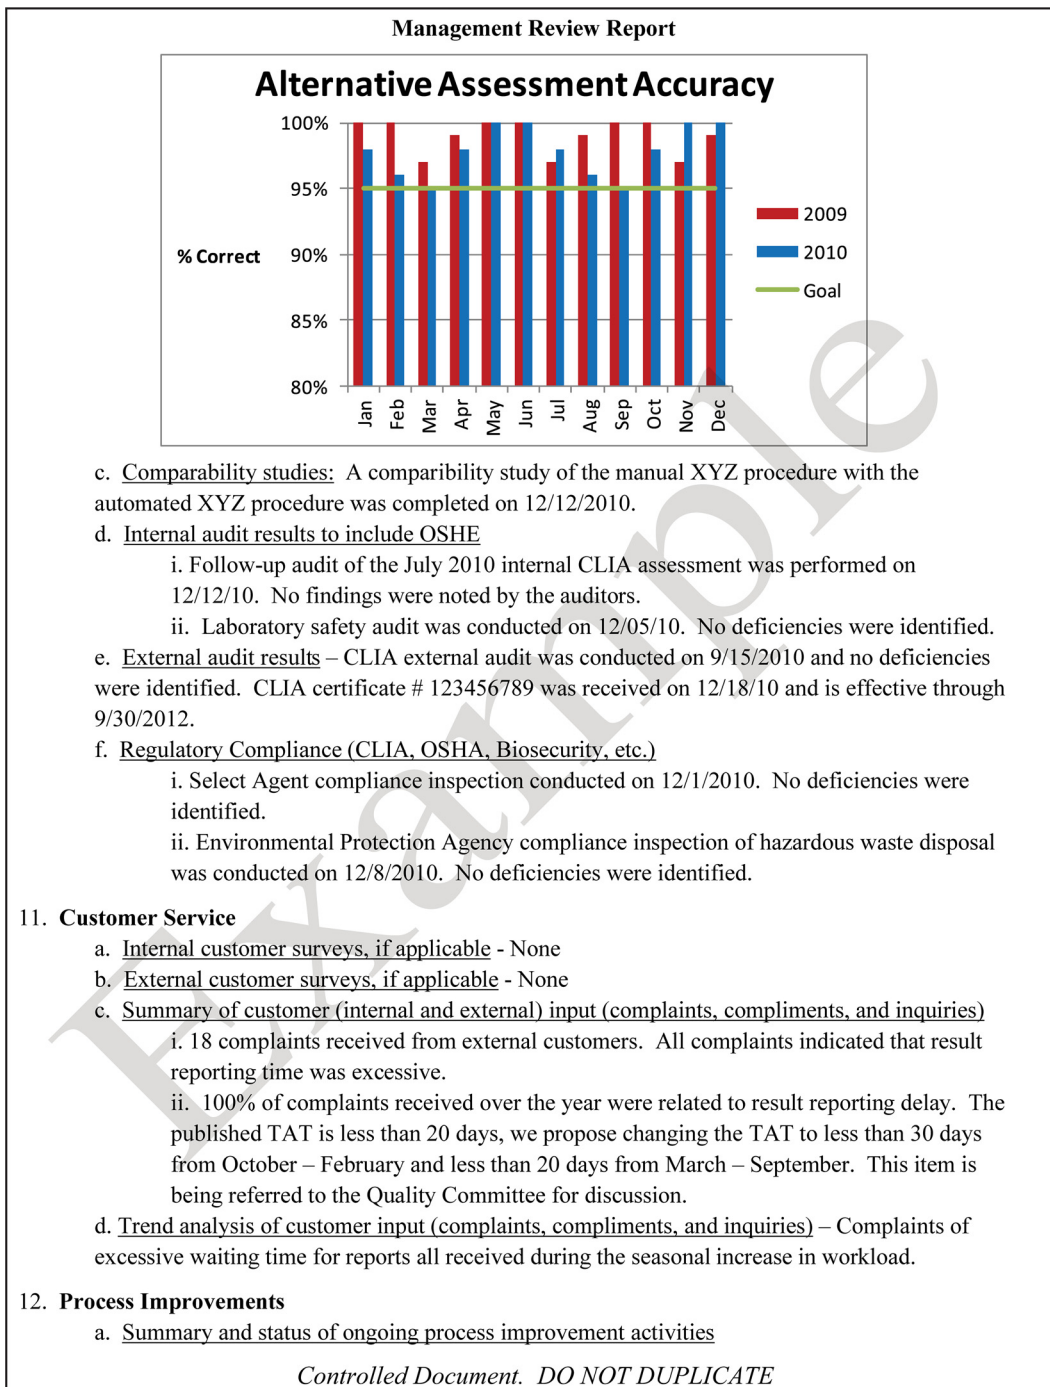 Management Review Report
Alternative Assessment Accuracy
100%
95%
% Correct
90%
85%
80%
Jan
Feb
Mar
Apr
May
Jun
Jul
Aug
Sep
Oct
Nov
Dec
2009
2010
Goal
c. Comparability studies: A comparibility study of the manual XYZ procedure with the
automated XYZ procedure was completed on 12/12/2010.
d. Internal audit results to include OSHE
i. Follow-up audit of the July 2010 internal CLIA assessment was performed on
12/12/10. No findings were noted by the auditors.
ii. Laboratory safety audit was conducted on 12/05/10. No deficiencies were identified.
e. External audit results – CLIA external audit was conducted on 9/15/2010 and no deficiencies
were identified. CLIA certificate # 123456789 was received on 12/18/10 and is effective through
9/30/2012.
f. Regulatory Compliance (CLIA, OSHA, Biosecurity, etc.)
i. Select Agent compliance inspection conducted on 12/1/2010. No deficiencies were
identified.
ii. Environmental Protection Agency compliance inspection of hazardous waste disposal
was conducted on 12/8/2010. No deficiencies were identified.
11. Customer Service
a. Internal customer surveys, if applicable - None
b. External customer surveys, if applicable - None
c. Summary of customer (internal and external) input (complaints, compliments, and inquiries)
i. 18 complaints received from external customers. All complaints indicated that result
reporting time was excessive.
ii. 100% of complaints received over the year were related to result reporting delay. The
published TAT is less than 20 days, we propose changing the TAT to less than 30 days
from October – February and less than 20 days from March – September. This item is
being referred to the Quality Committee for discussion.
d. Trend analysis of customer input (complaints, compliments, and inquiries) – Complaints of
excessive waiting time for reports all received during the seasonal increase in workload.
12. Process Improvements
a. Summary and status of ongoing process improvement activities
Controlled Document. DO NOT DUPLICATE
Example